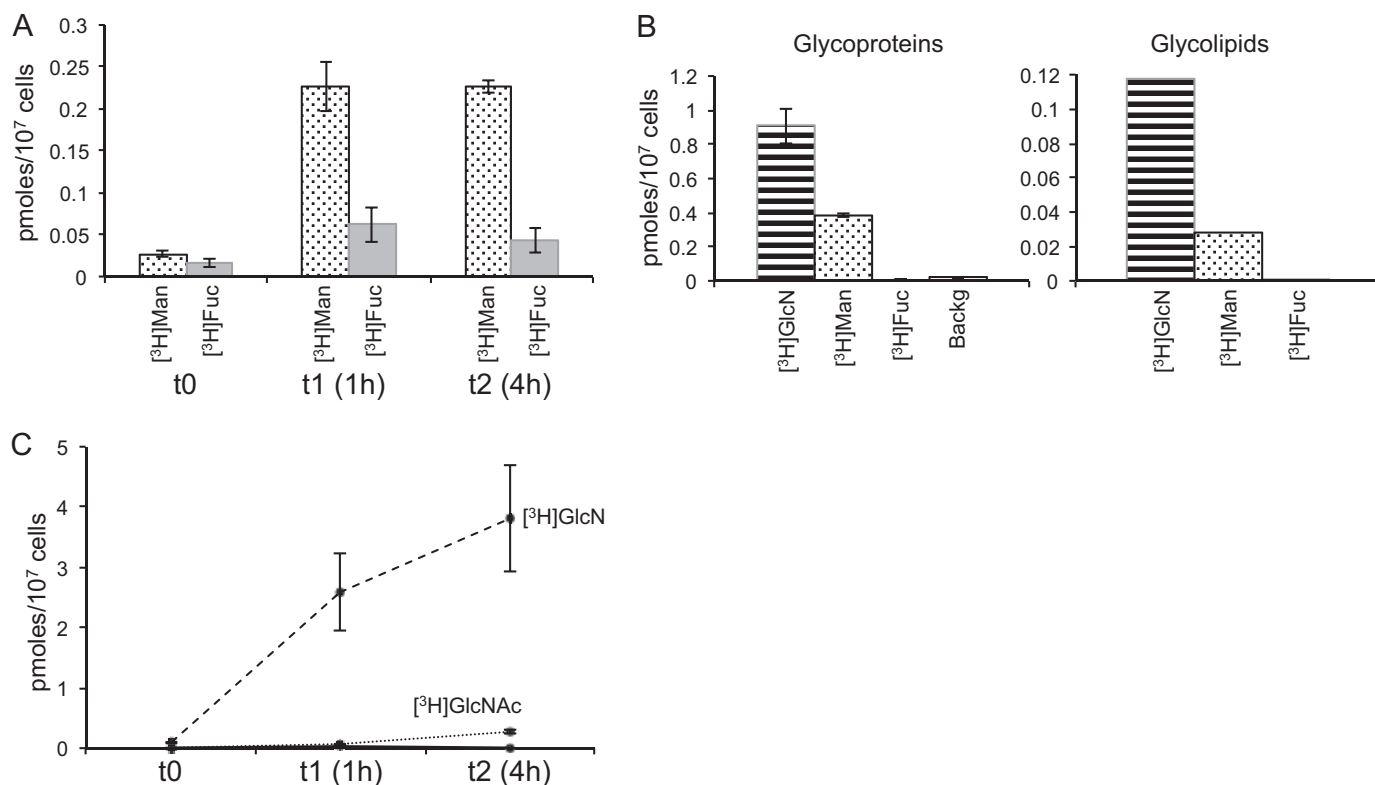 A
pmoles/10⁷ cells
0.3
0.25
0.2
0.15
0.1
0.05
0
[³H]Man
[³H]Fuc
[³H]Man
[³H]Fuc
[³H]Man
[³H]Fuc
t0
t1 (1h)
t2 (4h)
B
Glycoproteins
pmoles/10⁷ cells
1.2
1
0.8
0.6
0.4
0.2
0
[³H]GlcN
[³H]Man
[³H]Fuc
Backg
Glycolipids
0.12
0.1
0.08
0.06
0.04
0.02
0
[³H]GlcN
[³H]Man
[³H]Fuc
C
pmoles/10⁷ cells
5
4
3
2
1
0
[³H]GlcN
[³H]GlcNAc
t0
t1 (1h)
t2 (4h)